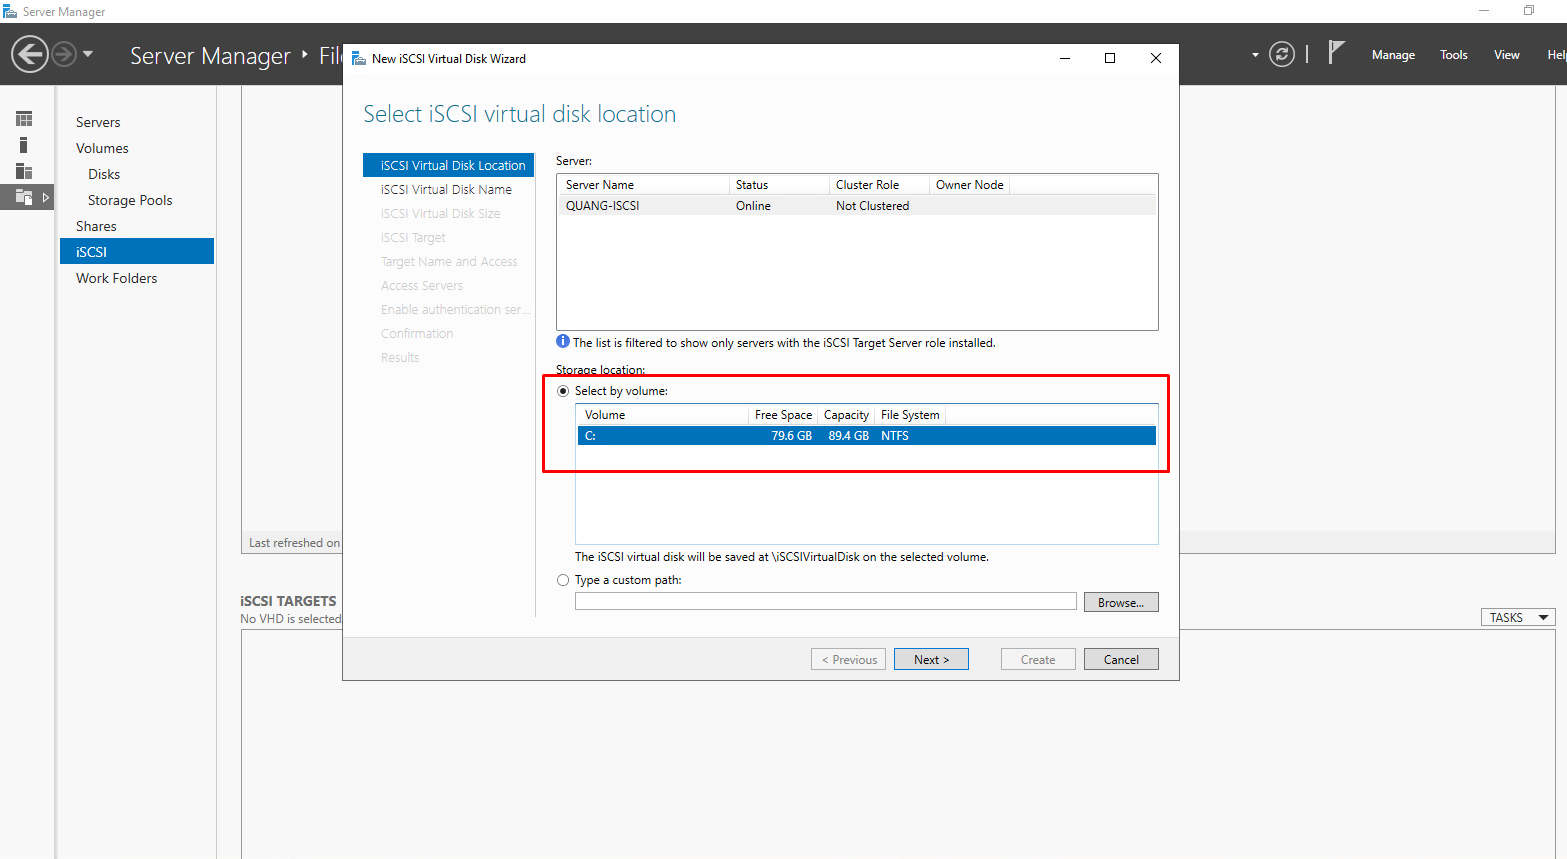 Server Manager
Server Manager
Manage Tools View
New iSCSI Virtual Disk Wizard
Servers
Volumes
Disks
Storage Pools
Shares
iSCSI
Work Folders
Select iSCSI virtual disk location
iSCSI Virtual Disk Location
iSCSI Virtual Disk Name
iSCSI Virtual Disk Size
iSCSI Target
Target Name and Access
Access Servers
Enable authentication ser...
Confirmation
Results
Server:
Server Name Status Cluster Role Owner Node
QUANG-ISCSI Online Not Clustered
The list is filtered to show only servers with the iSCSI Target Server role installed.
Storage location:
Select by volume:
Volume Free Space Capacity File System
C: 79.6 GB 89.4 GB NTFS
The iSCSI virtual disk will be saved at \iSCSIVirtualDisk on the selected volume.
Type a custom path:
Browse...
< Previous Next > Create Cancel
Last refreshed on
iSCSI TARGETS
No VHD is selected
TASKS